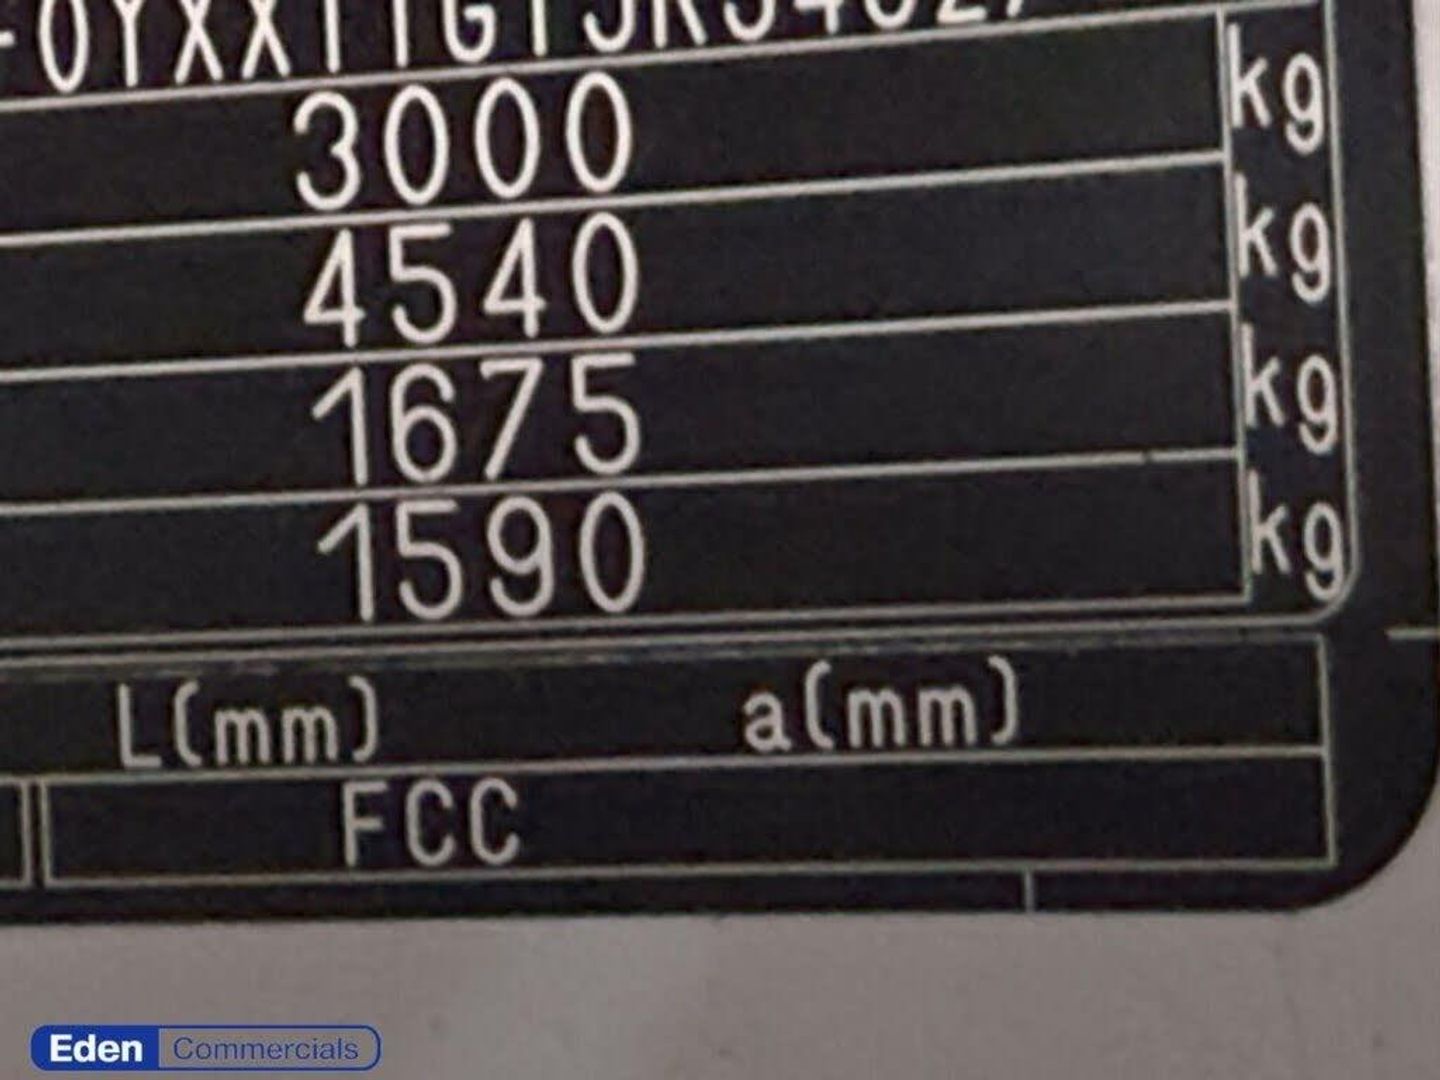 3000 kg
4540 kg
1675 kg
1590 kg
L(mm) a(mm)
FCC
Eden Commercials